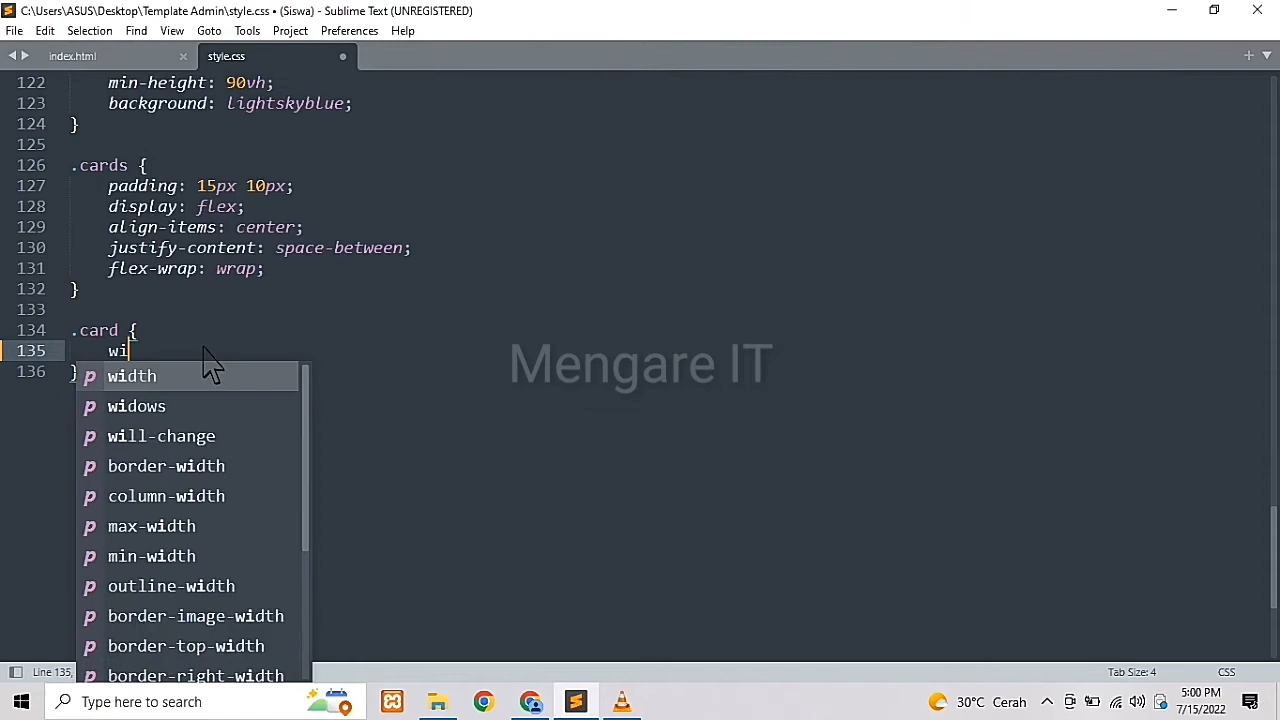 C:\Users\ASUS\Desktop\Template Admin\style.css • (Siswa) - Sublime Text (UNREGISTERED)
File Edit Selection Find View Goto Tools Project Preferences Help
index.html style.css
122 min-height: 90vh;
123 background: lightskyblue;
124 }
125
126 .cards {
127 padding: 15px 10px;
128 display: flex;
129 align-items: center;
130 justify-content: space-between;
131 flex-wrap: wrap;
132 }
133
134 .card {
135 wi
136 }
p width
p widows
p will-change
p border-width
p column-width
p max-width
p min-width
p outline-width
p border-image-width
p border-top-width
p border-right-width
Mengare IT
Line 135, Tab Size: 4 CSS
Type here to search 30°C Cerah 5:00 PM
7/15/2022